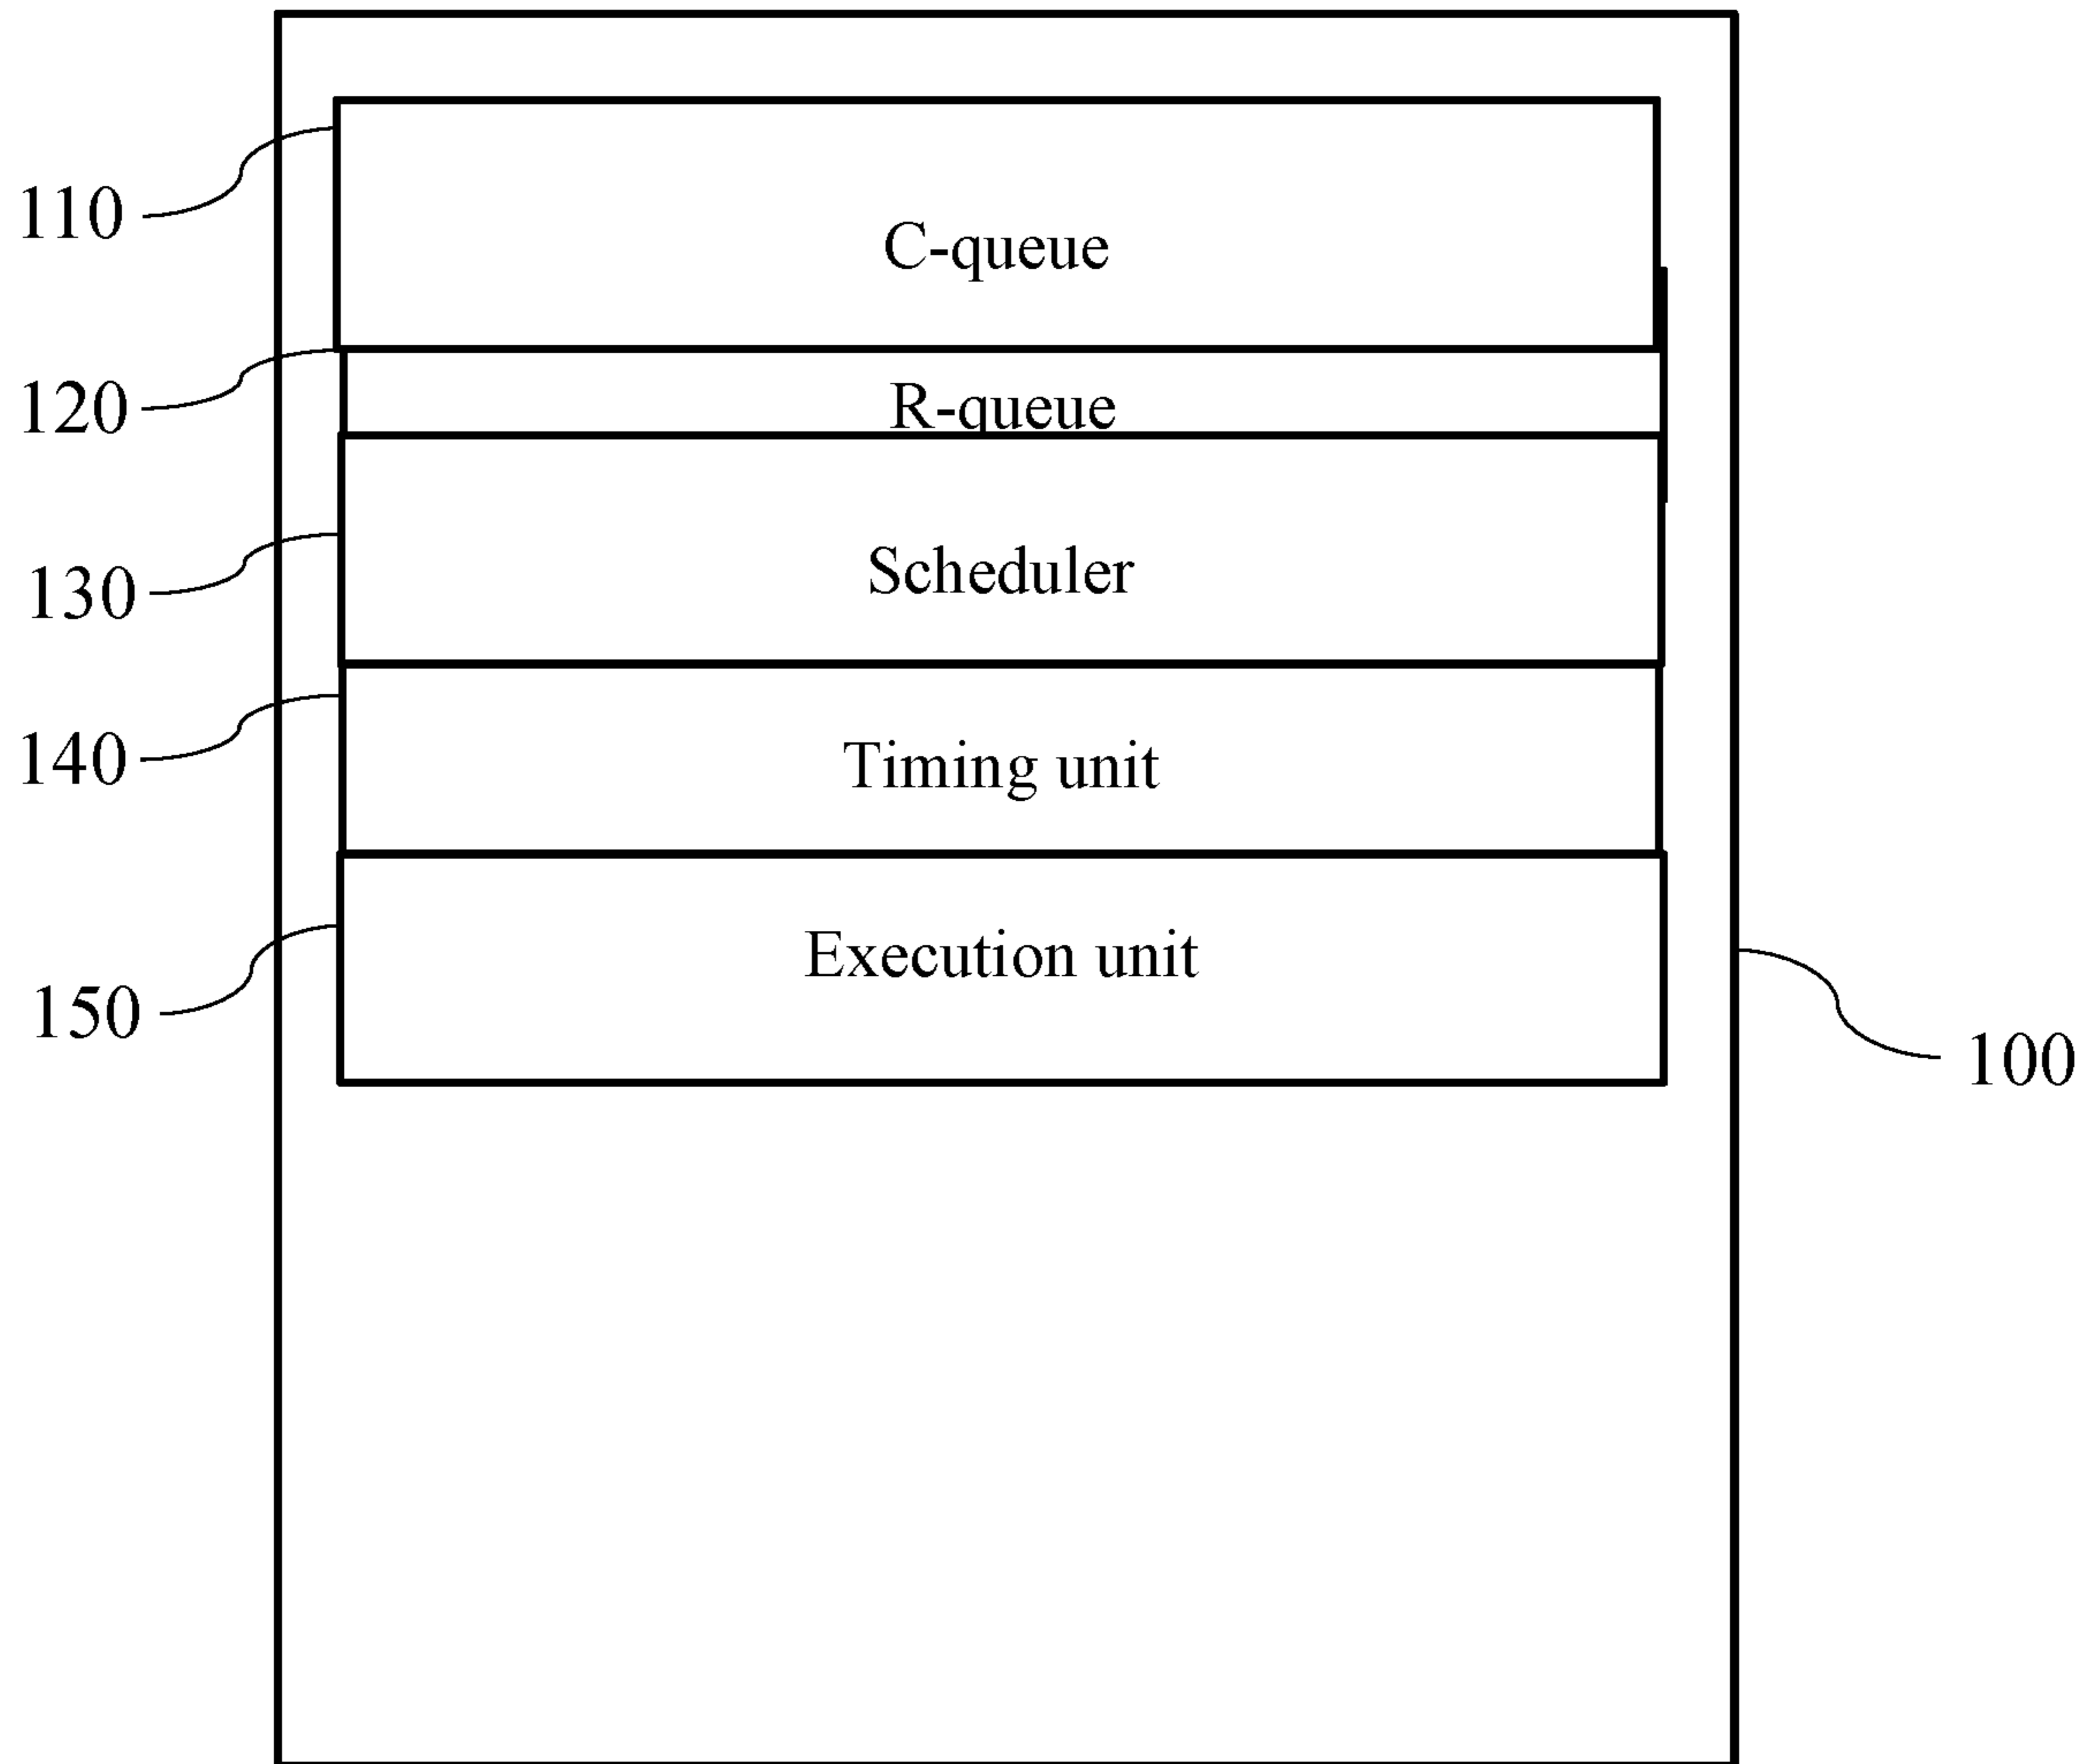 110
C-queue
120
R-queue
130
Scheduler
140
Timing unit
150
Execution unit
100